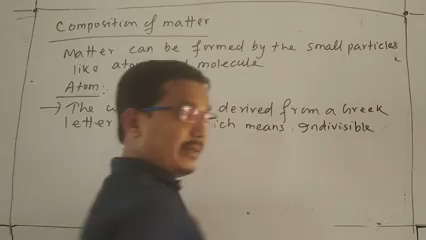 Composition of matter
Matter can be formed by the small particles
like molecule
Atom:
→ The derived from a Greek
letter means, Indivisible